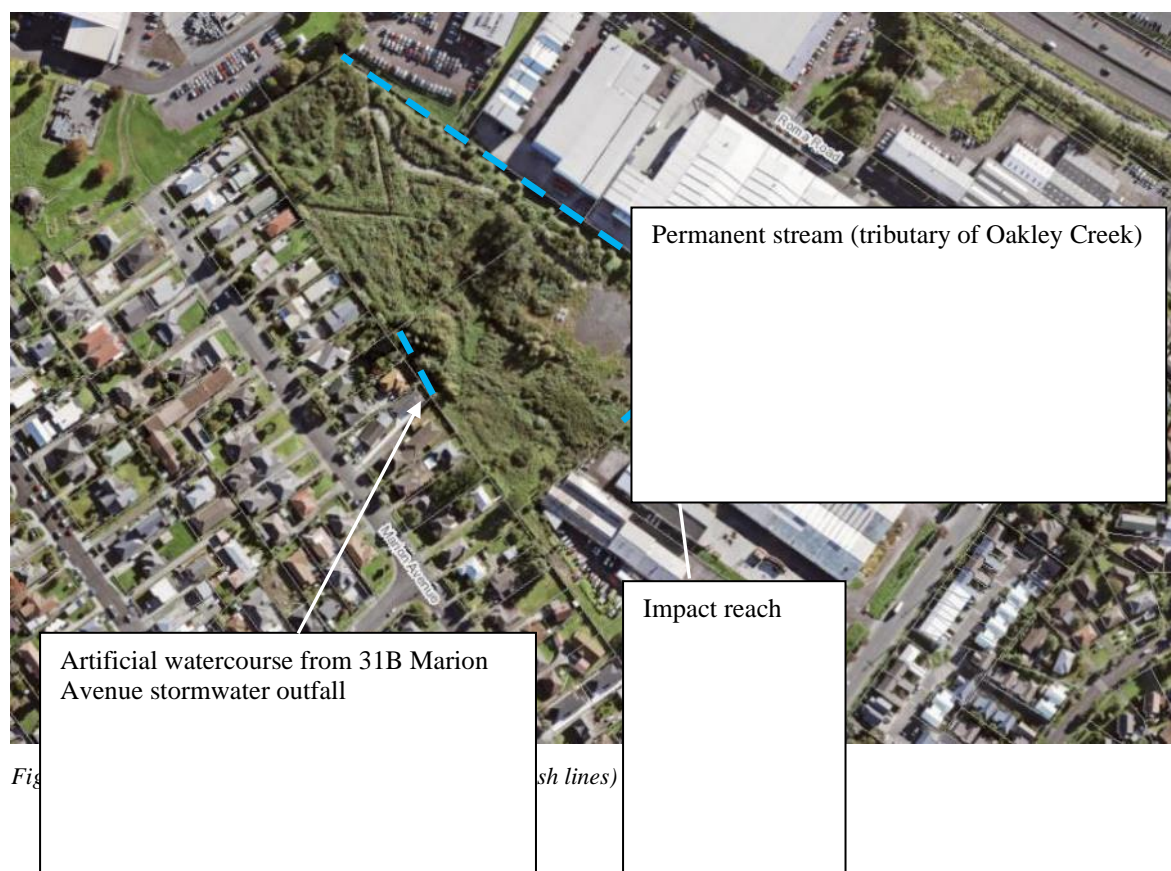 Roma Road
Permanent stream (tributary of Oakley Creek)
Marion Avenue
Impact reach
Artificial watercourse from 31B Marion
Avenue stormwater outfall
sh lines)